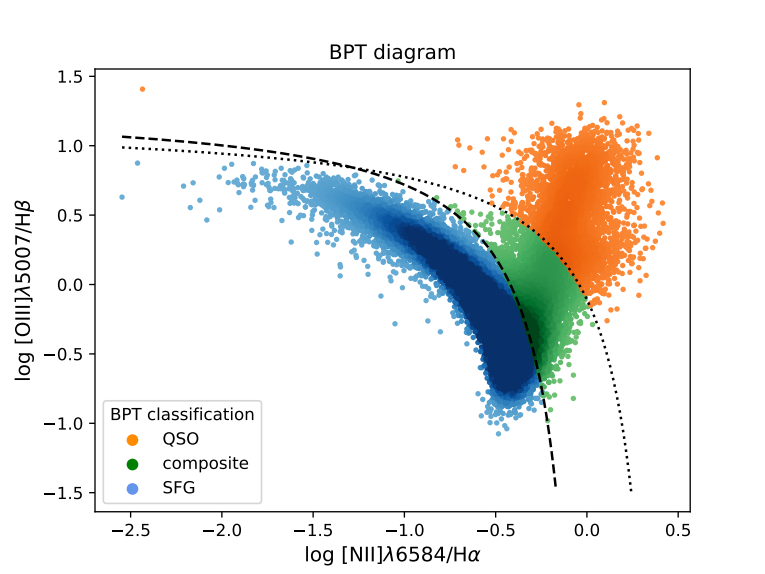 BPT diagram
log [OIII]λ5007/Hβ
1.5
1.0
0.5
0.0
−0.5
−1.0
−1.5
BPT classification
QSO
composite
SFG
−2.5 −2.0 −1.5 −1.0 −0.5 0.0 0.5
log [NII]λ6584/Hα